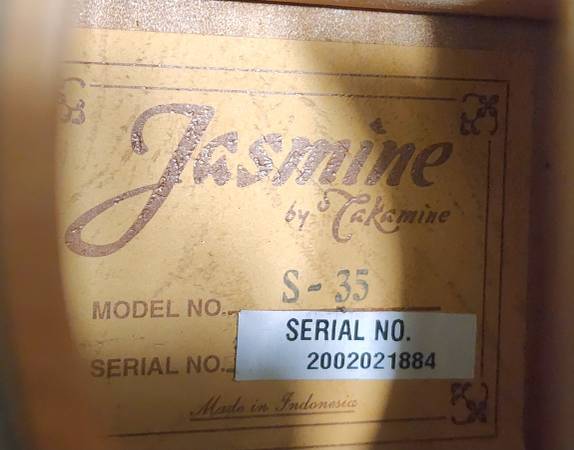 Jasmine
by Takamine
MODEL NO. S-35
SERIAL NO.
SERIAL NO. 2002021884
Made in Indonesia